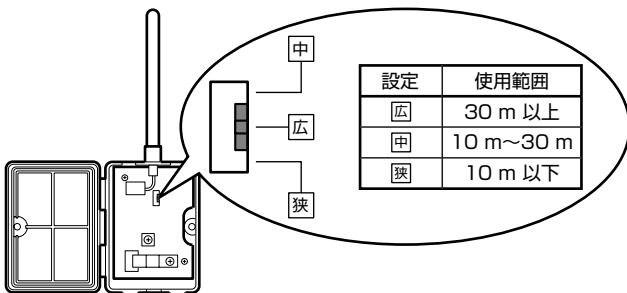 中
広
狭
設定 使用範囲
広 30 m 以上
中 10 m～30 m
狭 10 m 以下